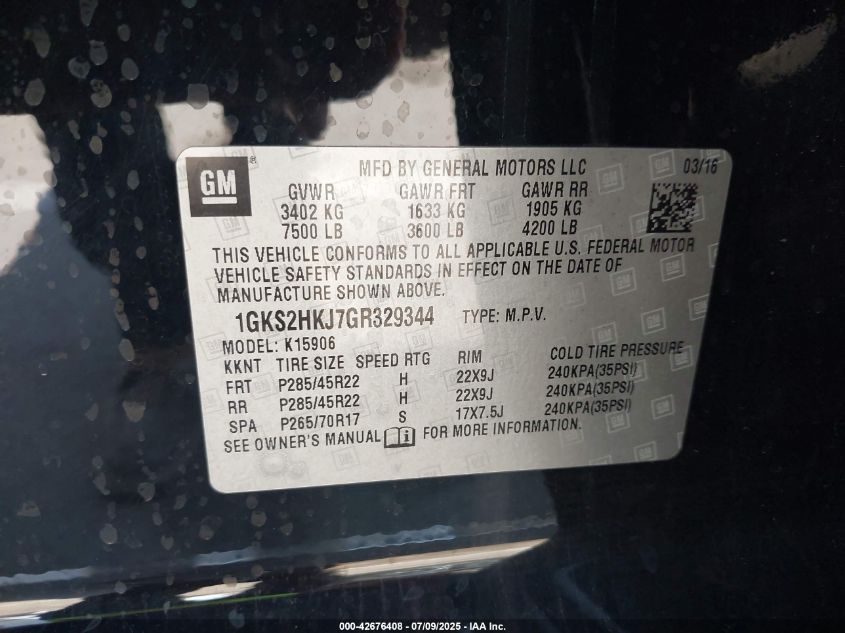 GM ®
MFD BY GENERAL MOTORS LLC 03/16
GVWR GAWR FRT GAWR RR
3402 KG 1633 KG 1905 KG
7500 LB 3600 LB 4200 LB
THIS VEHICLE CONFORMS TO ALL APPLICABLE U.S. FEDERAL MOTOR
VEHICLE SAFETY STANDARDS IN EFFECT ON THE DATE OF
MANUFACTURE SHOWN ABOVE.
1GKS2HKJ7GR329344 TYPE: M.P.V.
MODEL: K15906
KKNT TIRE SIZE SPEED RTG RIM COLD TIRE PRESSURE
FRT P285/45R22 H 22X9J 240KPA(35PSI)
RR P285/45R22 H 22X9J 240KPA(35PSI)
SPA P265/70R17 S 17X7.5J 240KPA(35PSI)
SEE OWNER'S MANUAL FOR MORE INFORMATION.
000-42676408 | 07/09/2025 - IAA Inc.